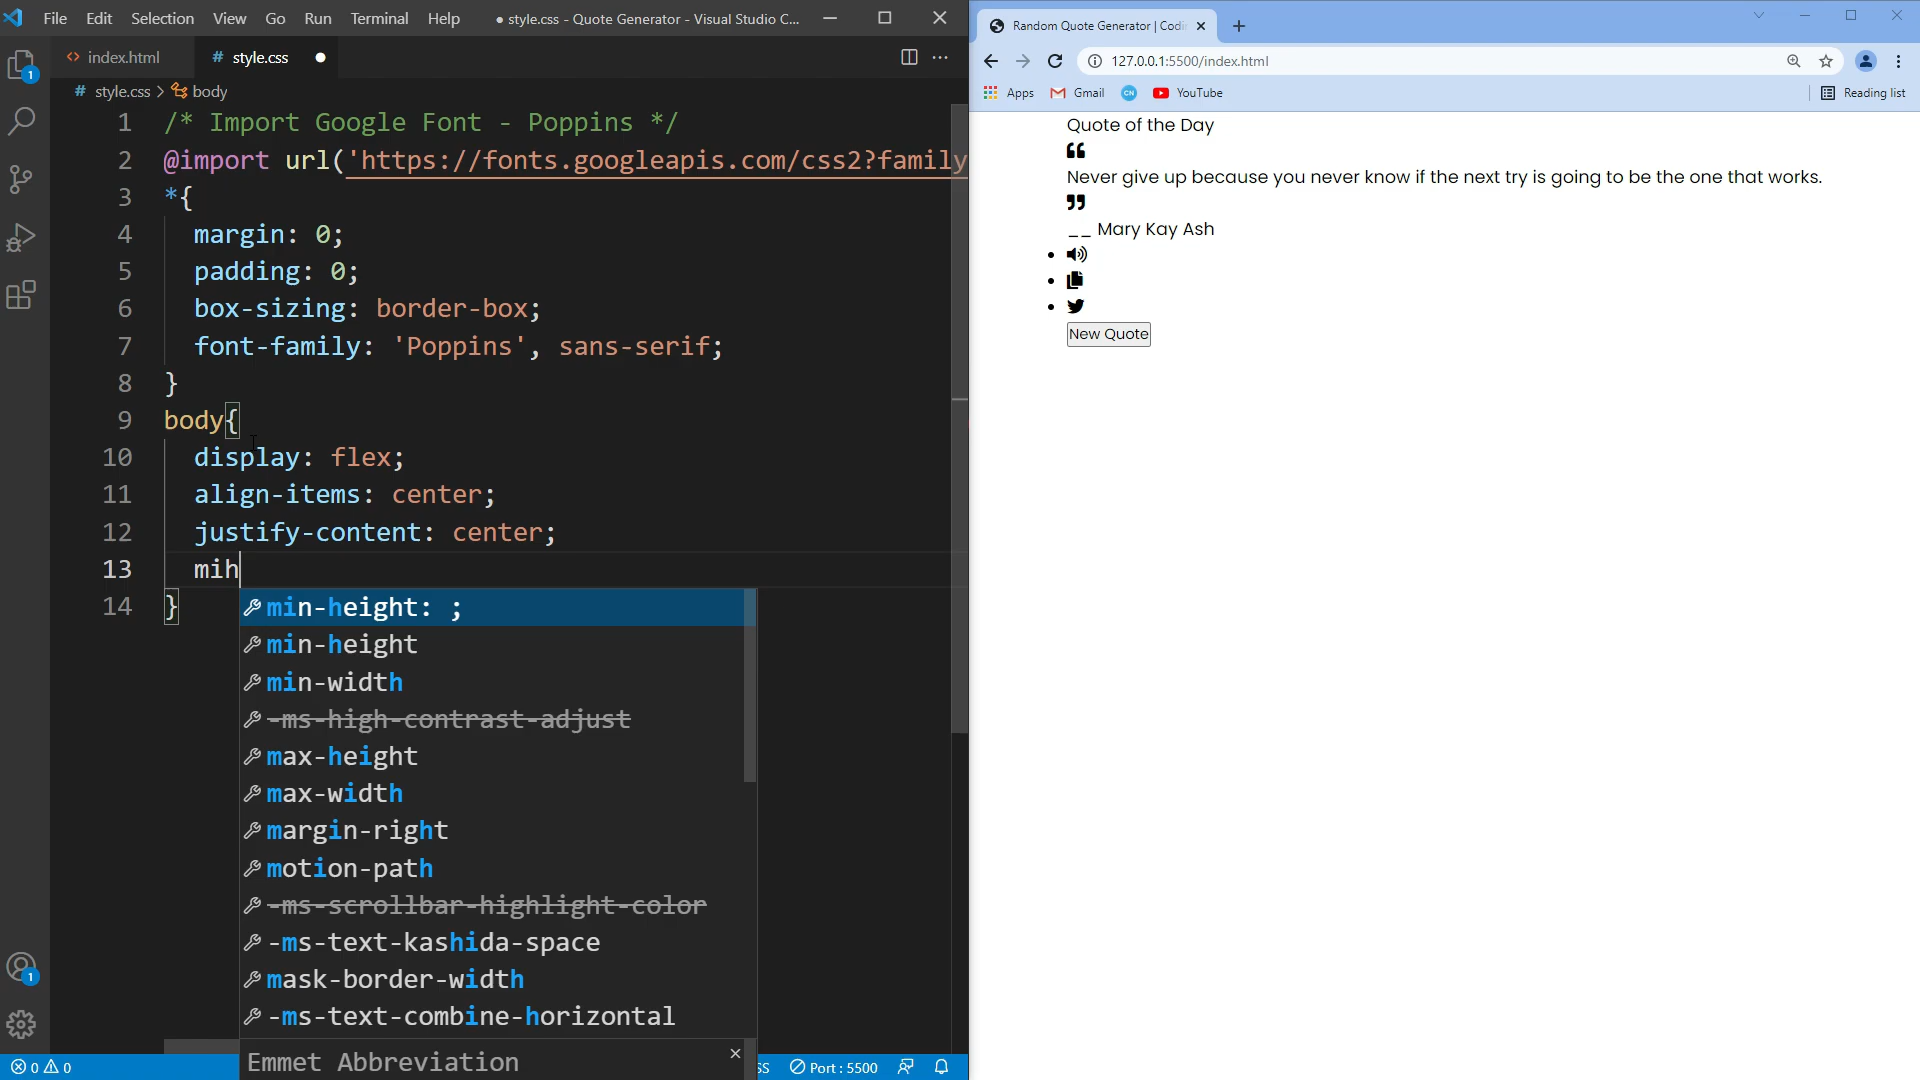 File Edit Selection View Go Run Terminal Help ● style.css - Quote Generator - Visual Studio C...
index.html # style.css
# style.css > body
1 /* Import Google Font - Poppins */
2 @import url('https://fonts.googleapis.com/css2?family
3 *{
4 margin: 0;
5 padding: 0;
6 box-sizing: border-box;
7 font-family: 'Poppins', sans-serif;
8 }
9 body{
10 display: flex;
11 align-items: center;
12 justify-content: center;
13 mih
14 }
min-height: ;
min-height
min-width
-ms-high-contrast-adjust
max-height
max-width
margin-right
motion-path
-ms-scrollbar-highlight-color
-ms-text-kashida-space
mask-border-width
-ms-text-combine-horizontal
Emmet Abbreviation
1
1
0 0 SS Port : 5500
Random Quote Generator | Codi
127.0.0.1:5500/index.html
Apps Gmail CN YouTube Reading list
Quote of the Day
Never give up because you never know if the next try is going to be the one that works.
__ Mary Kay Ash
New Quote